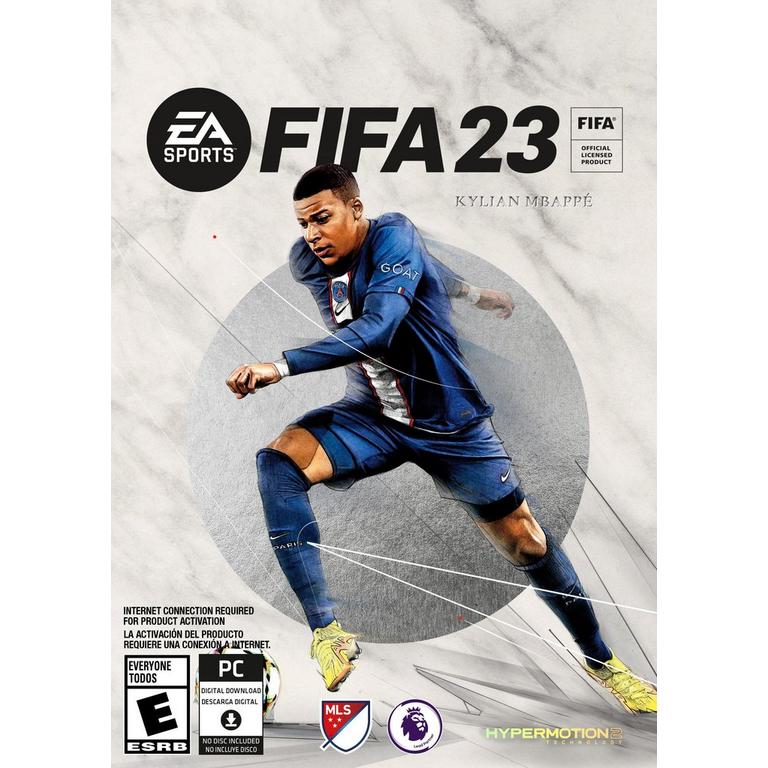 EA
SPORTS™
FIFA 23
FIFA®
OFFICIAL
LICENSED
PRODUCT
KYLIAN MBAPPÉ
GOAT
PARIS
INTERNET CONNECTION REQUIRED
FOR PRODUCT ACTIVATION
LA ACTIVACIÓN DEL PRODUCTO
REQUIERE UNA CONEXIÓN A INTERNET.
EVERYONE
TODOS
E
ESRB
PC
DIGITAL DOWNLOAD
DESCARGA DIGITAL
NO DISC INCLUDED
NO INCLUYE DISCO
MLS
HYPERMOTION2
TECHNOLOGY